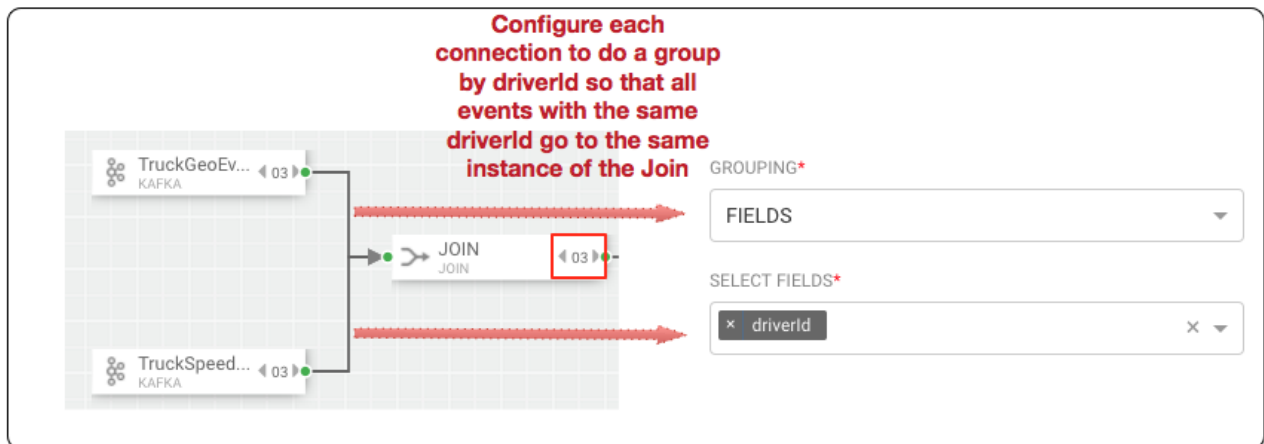 Configure each
connection to do a group
by driverId so that all
events with the same
driverId go to the same
instance of the Join
TruckGeoEv...
KAFKA
03
JOIN
JOIN
03
TruckSpeed...
KAFKA
03
GROUPING*
FIELDS
SELECT FIELDS*
× driverId